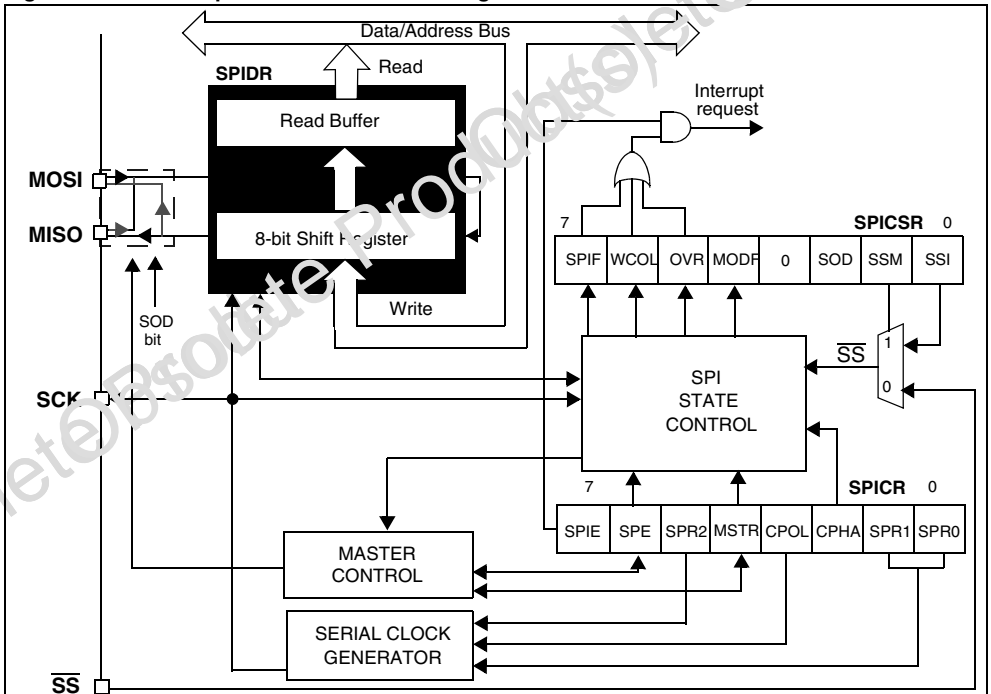 Data/Address Bus
Read
SPIDR
Interrupt
request
Read Buffer
MOSI
MISO
8-bit Shift Register
7 SPICSR 0
SPIF WCOL OVR MODF 0 SOD SSM SSI
Write
SOD
bit
1
SS
0
SCK
SPI
STATE
CONTROL
7 SPICR 0
SPIE SPE SPR2 MSTR CPOL CPHA SPR1 SPR0
MASTER
CONTROL
SERIAL CLOCK
GENERATOR
SS